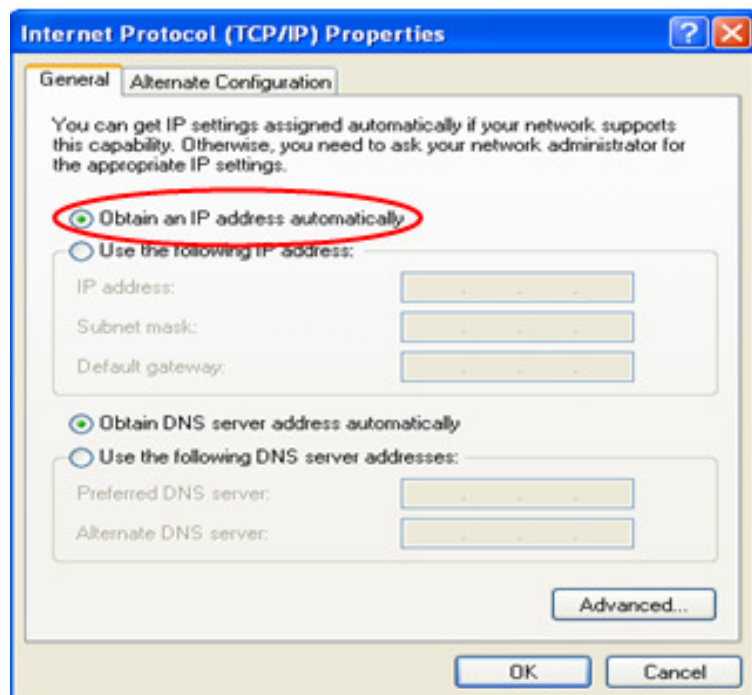 Internet Protocol (TCP/IP) Properties
General
Alternate Configuration
You can get IP settings assigned automatically if your network supports
this capability. Otherwise, you need to ask your network administrator for
the appropriate IP settings.
Obtain an IP address automatically
Use the following IP address:
IP address:
Subnet mask:
Default gateway:
Obtain DNS server address automatically
Use the following DNS server addresses:
Preferred DNS server:
Alternate DNS server:
Advanced...
OK
Cancel